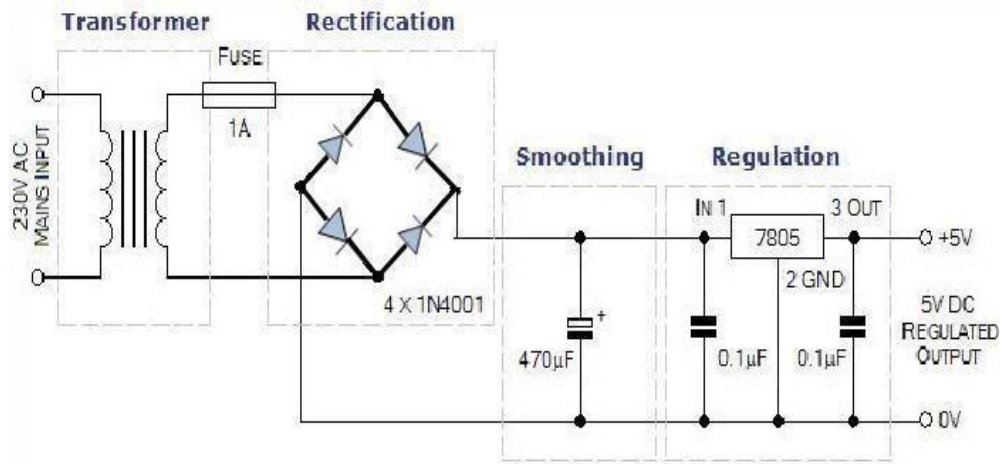 Transformer
Rectification
FUSE
1A
230V AC
MAINS INPUT
4 X 1N4001
Smoothing
Regulation
IN 1
3 OUT
7805
2 GND
+5V
+
470µF
0.1µF
0.1µF
5V DC
REGULATED
OUTPUT
0V